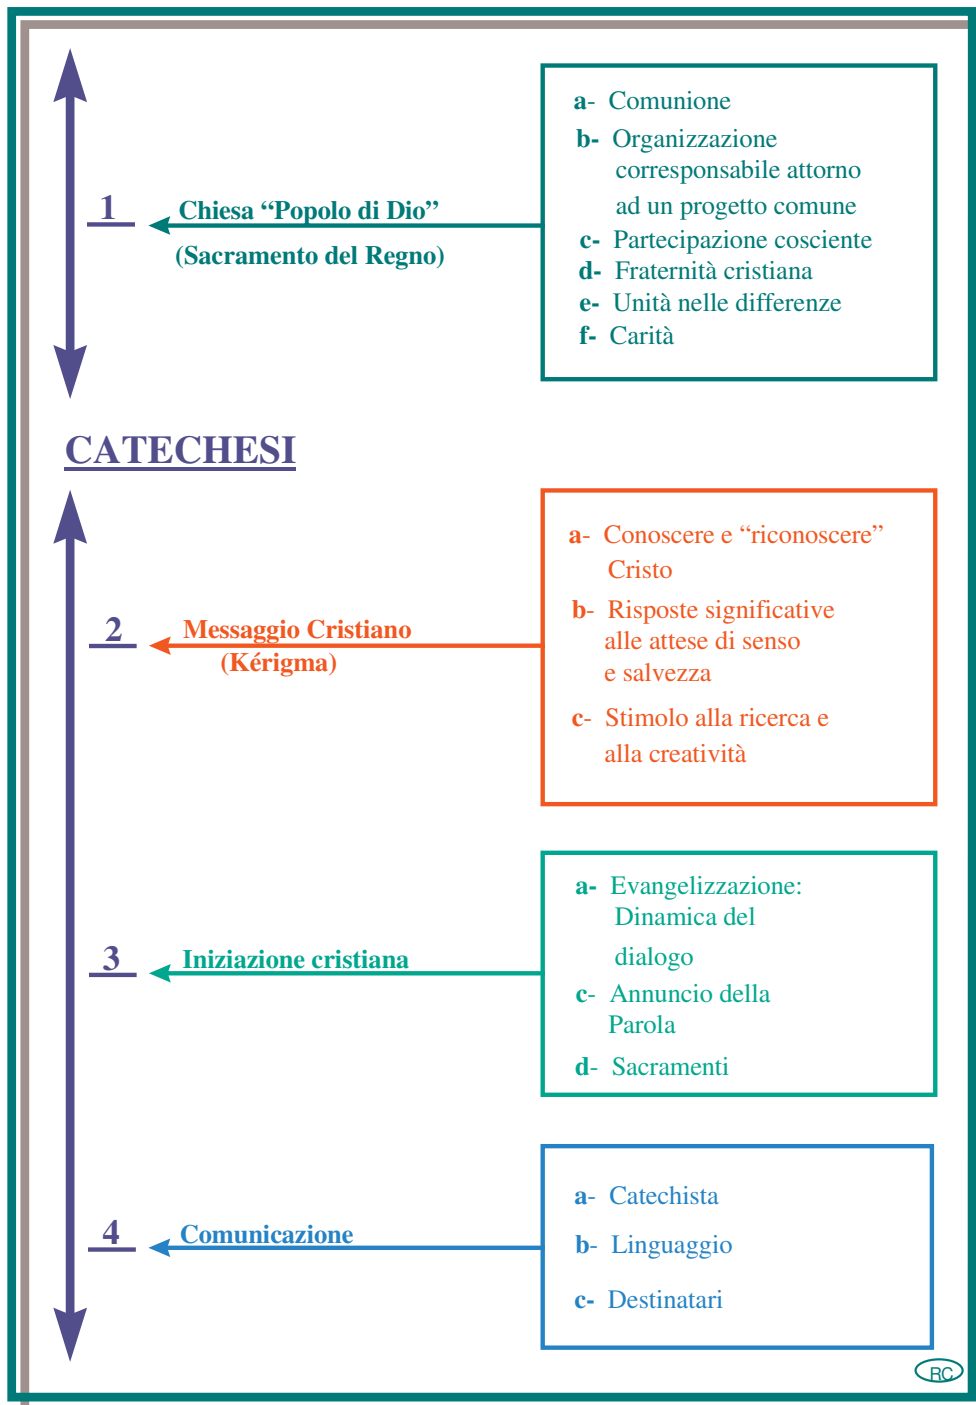 1
Chiesa “Popolo di Dio”
(Sacramento del Regno)
a- Comunione
b- Organizzazione
corresponsabile attorno
ad un progetto comune
c- Partecipazione cosciente
d- Fraternità cristiana
e- Unità nelle differenze
f- Carità
CATECHESI
2
Messaggio Cristiano
(Kérigma)
a- Conoscere e “riconoscere”
Cristo
b- Risposte significative
alle attese di senso
e salvezza
c- Stimolo alla ricerca e
alla creatività
3
Iniziazione cristiana
a- Evangelizzazione:
Dinamica del
dialogo
c- Annuncio della
Parola
d- Sacramenti
4
Comunicazione
a- Catechista
b- Linguaggio
c- Destinatari
RC